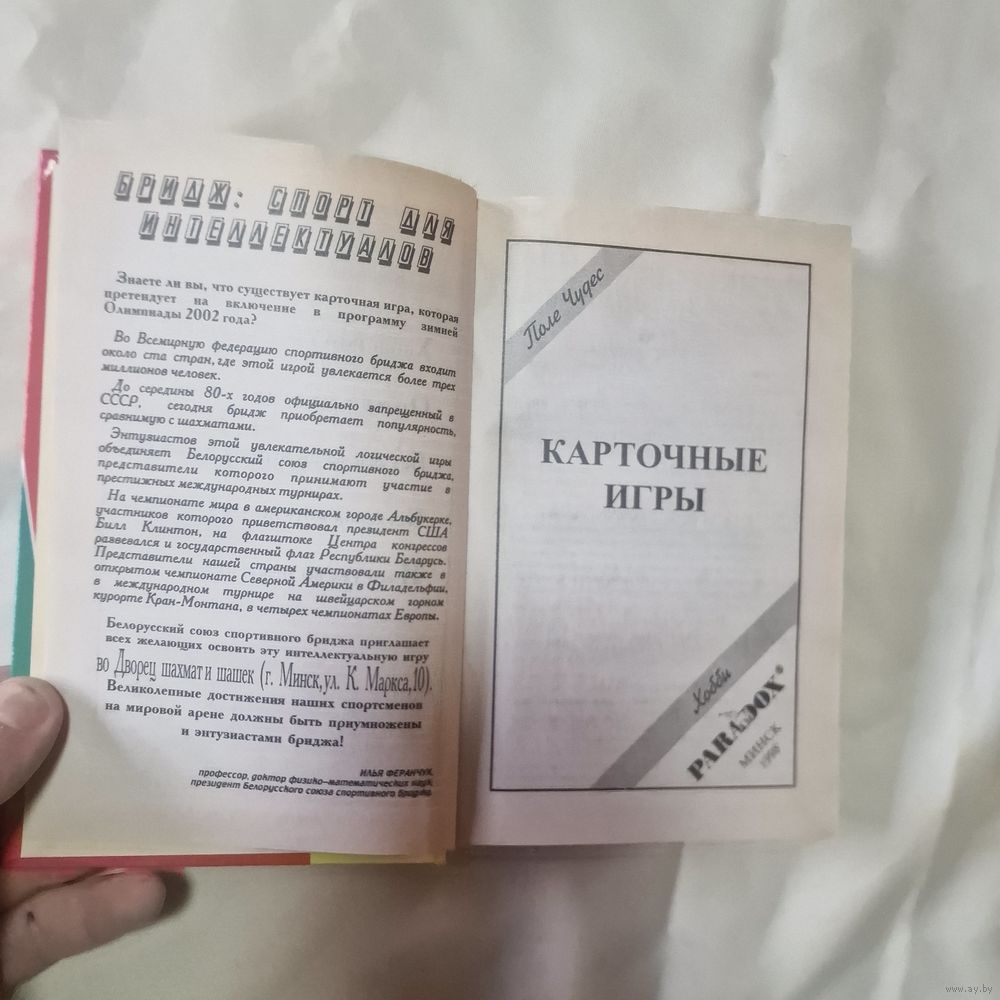 БРИДЖ: СПОРТ ДЛЯ
ИНТЕЛЛЕКТУАЛОВ
Знаете ли вы, что существует карточная игра, которая
претендует на включение в программу зимней
Олимпиады 2002 года?
Во Всемирную федерацию спортивного бриджа входит
около ста стран, где этой игрой увлекается более трех
миллионов человек.
До середины 80-х годов официально запрещенный в
СССР, сегодня бридж приобретает популярность,
сравнимую с шахматами.
Энтузиастов этой увлекательной логической игры
объединяет Белорусский союз спортивного бриджа,
представители которого принимают участие в
престижных международных турнирах.
На чемпионате мира в американском городе Альбукерке,
участников которого приветствовал президент США
Билл Клинтон, на флагштоке Центра конгрессов
развевался и государственный флаг Республики Беларусь.
Представители нашей страны участвовали также в
открытом чемпионате Северной Америки в Филадельфии,
в международном турнире на швейцарском горном
курорте Кран-Монтана, в четырех чемпионатах Европы.
Белорусский союз спортивного бриджа приглашает
всех желающих освоить эту интеллектуальную игру
во Дворец шахмат и шашек (г. Минск, ул. К. Маркса, 10).
Великолепные достижения наших спортсменов
на мировой арене должны быть приумножены
и энтузиастами бриджа!
ИЛЬЯ ФЕРАНЧУК,
профессор, доктор физико-математических наук,
президент Белорусского союза спортивного бриджа.
Поле Чудес
КАРТОЧНЫЕ
ИГРЫ
Хобби
PARADOX®
МИНСК
1998
www.ay.by